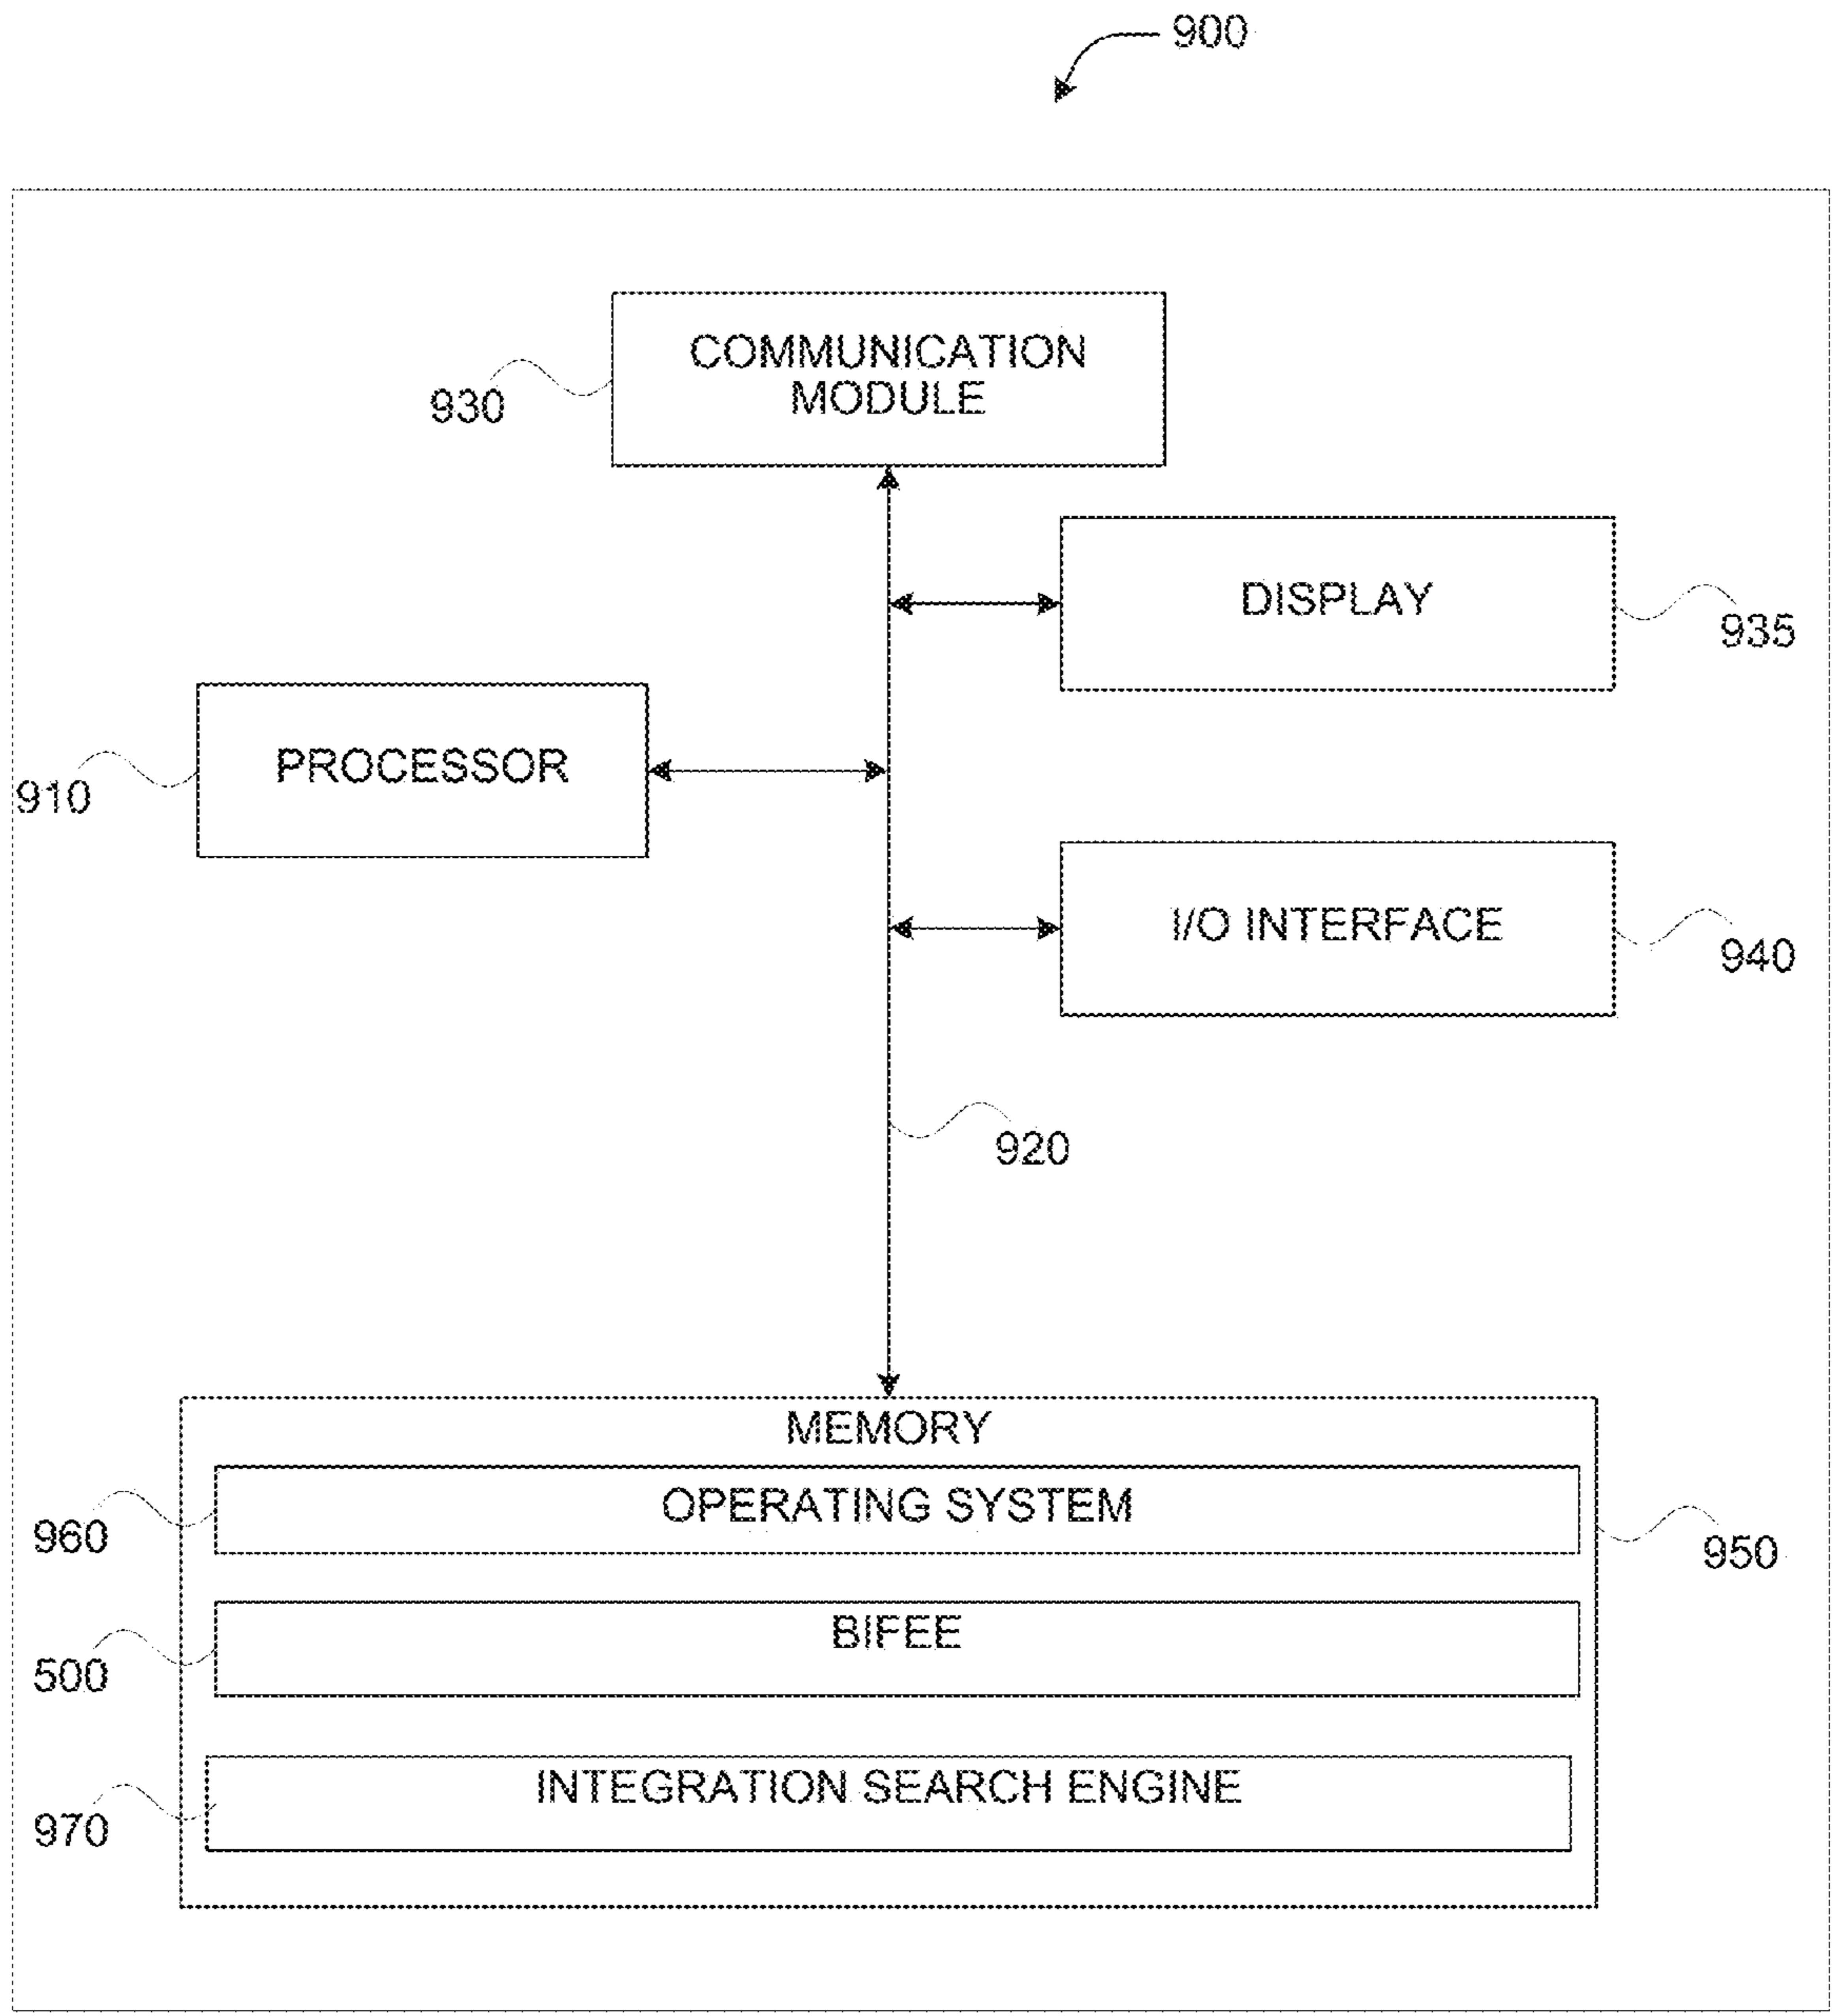 900
COMMUNICATION
MODULE
930
DISPLAY
935
PROCESSOR
910
I/O INTERFACE
940
920
MEMORY
OPERATING SYSTEM
960
950
BIFEE
500
INTEGRATION SEARCH ENGINE
970